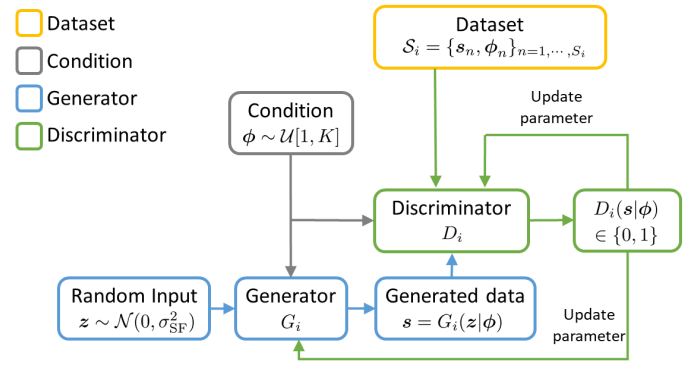 Dataset
Condition
Generator
Discriminator
Dataset
𝒮ᵢ = {𝒔ₙ, 𝝓ₙ}ₙ₌₁,⋯,Sᵢ
Update
parameter
Condition
𝝓 ∼ 𝒰[1, K]
Discriminator
Dᵢ
Dᵢ(𝒔|𝝓)
∈ {0, 1}
Random Input
𝒛 ∼ 𝒩(0, σ²_SF)
Generator
Gᵢ
Generated data
𝒔 = Gᵢ(𝒛|𝝓)
Update
parameter